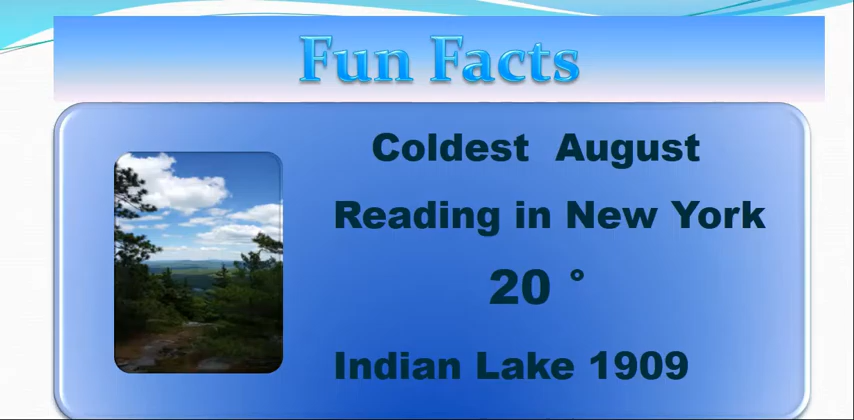 Fun Facts
Coldest August
Reading in New York
20 °
Indian Lake 1909